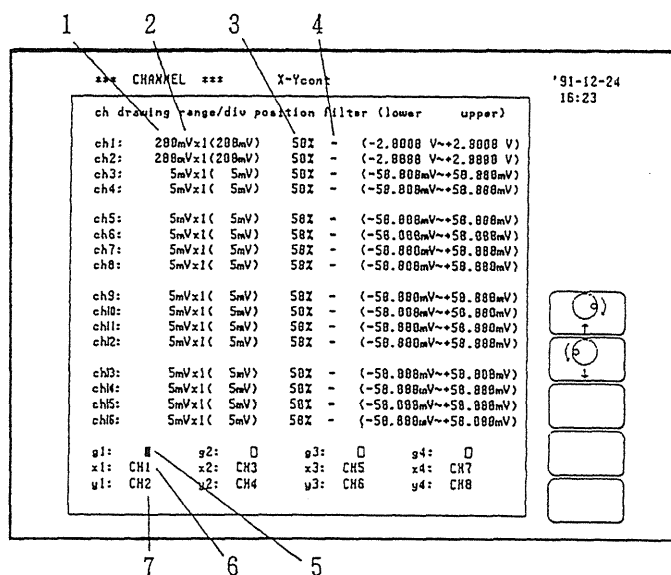 1 2 3 4
*** CHANNEL *** X-Ycont '91-12-24
16:23
ch drawing range/div position filter (lower upper)
ch1: 200mVx1(200mV) 50% - (-2.0000 V~+2.0000 V)
ch2: 200mVx1(200mV) 50% - (-2.0000 V~+2.0000 V)
ch3: 5mVx1( 5mV) 50% - (-50.000mV~+50.000mV)
ch4: 5mVx1( 5mV) 50% - (-50.000mV~+50.000mV)
ch5: 5mVx1( 5mV) 50% - (-50.000mV~+50.000mV)
ch6: 5mVx1( 5mV) 50% - (-50.000mV~+50.000mV)
ch7: 5mVx1( 5mV) 50% - (-50.000mV~+50.000mV)
ch8: 5mVx1( 5mV) 50% - (-50.000mV~+50.000mV)
ch9: 5mVx1( 5mV) 50% - (-50.000mV~+50.000mV)
ch10: 5mVx1( 5mV) 50% - (-50.000mV~+50.000mV)
ch11: 5mVx1( 5mV) 50% - (-50.000mV~+50.000mV)
ch12: 5mVx1( 5mV) 50% - (-50.000mV~+50.000mV)
ch13: 5mVx1( 5mV) 50% - (-50.000mV~+50.000mV)
ch14: 5mVx1( 5mV) 50% - (-50.000mV~+50.000mV)
ch15: 5mVx1( 5mV) 50% - (-50.000mV~+50.000mV)
ch16: 5mVx1( 5mV) 50% - (-50.000mV~+50.000mV)
g1: g2: g3: g4:
x1: CH1 x2: CH3 x3: CH5 x4: CH7
y1: CH2 y2: CH4 y3: CH6 y4: CH8
7 6 5